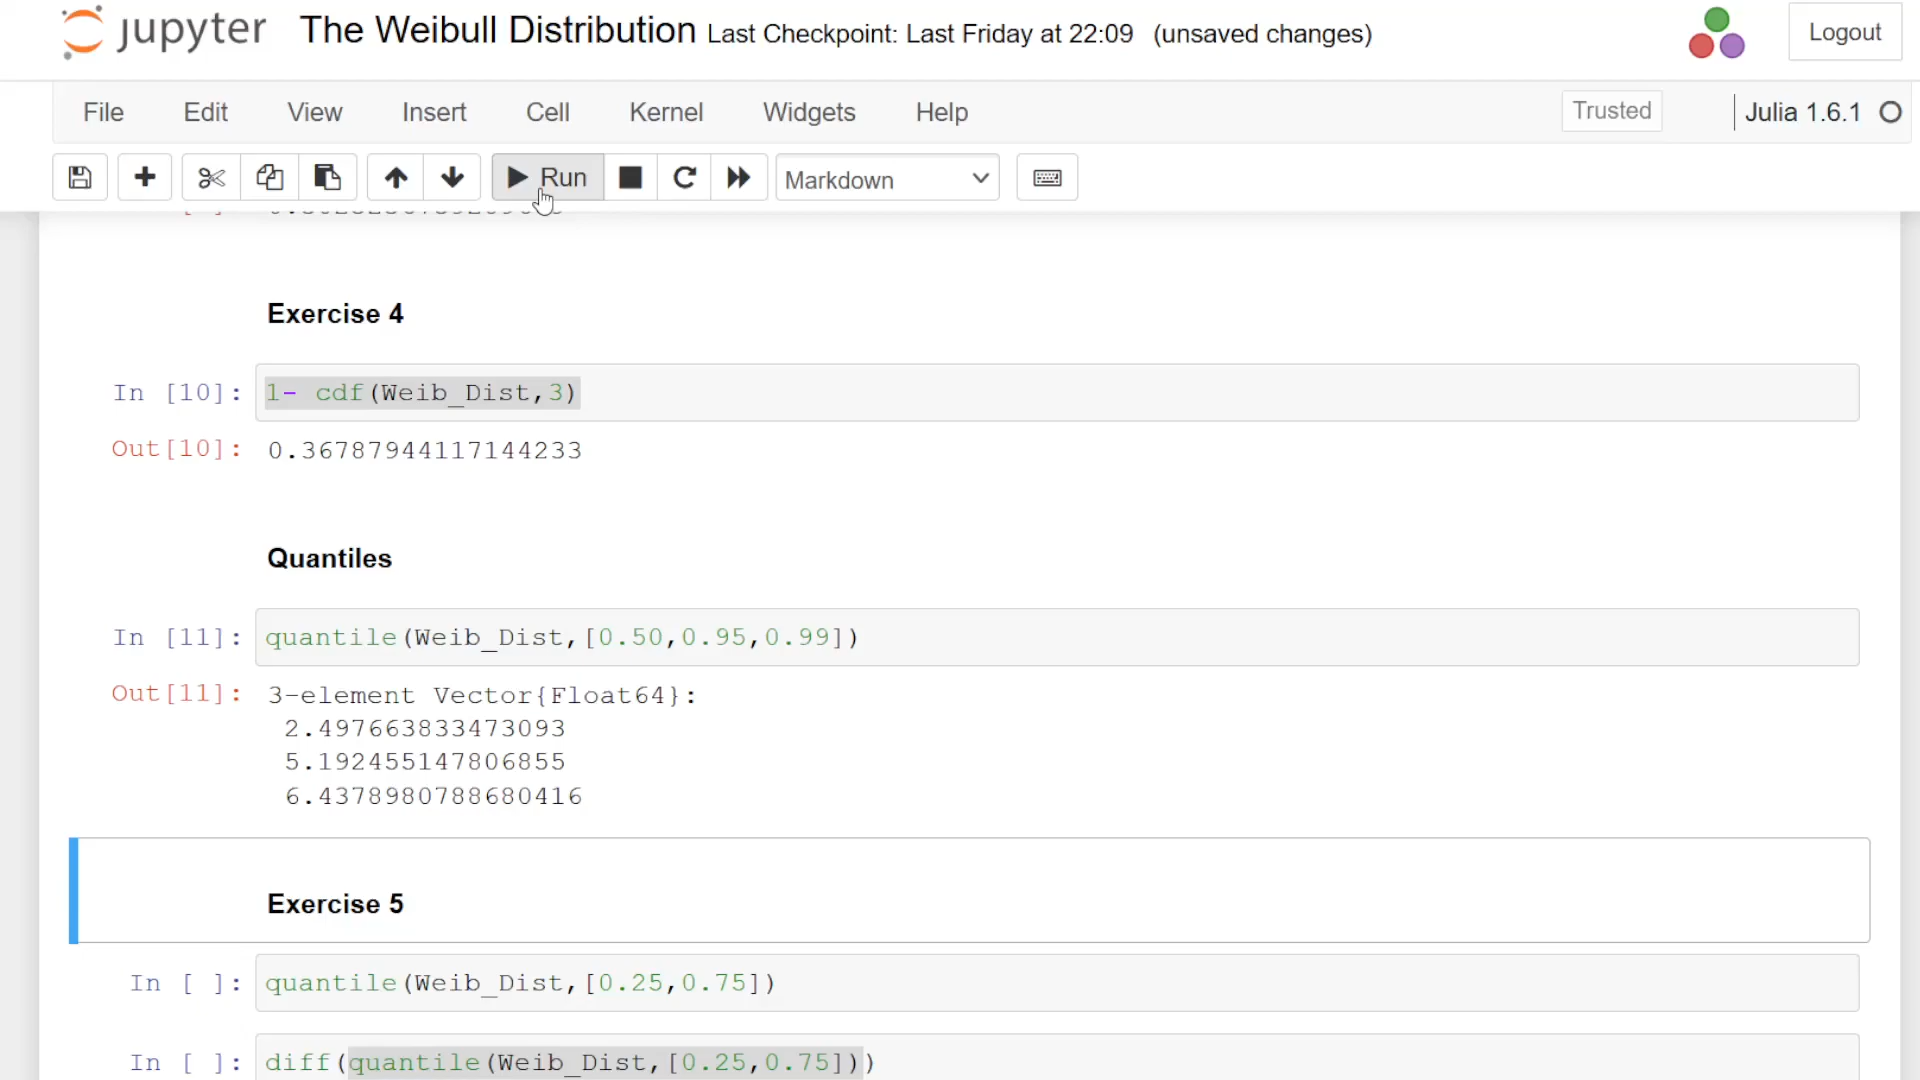 jupyter The Weibull Distribution Last Checkpoint: Last Friday at 22:09 (unsaved changes) Logout
File Edit View Insert Cell Kernel Widgets Help Trusted Julia 1.6.1
Run Markdown
Exercise 4
In [10]: 1- cdf(Weib_Dist,3)
Out[10]: 0.36787944117144233
Quantiles
In [11]: quantile(Weib_Dist,[0.50,0.95,0.99])
Out[11]: 3-element Vector{Float64}:
2.497663833473093
5.192455147806855
6.4378980788680416
Exercise 5
In [ ]: quantile(Weib_Dist,[0.25,0.75])
In [ ]: diff(quantile(Weib_Dist,[0.25,0.75]))